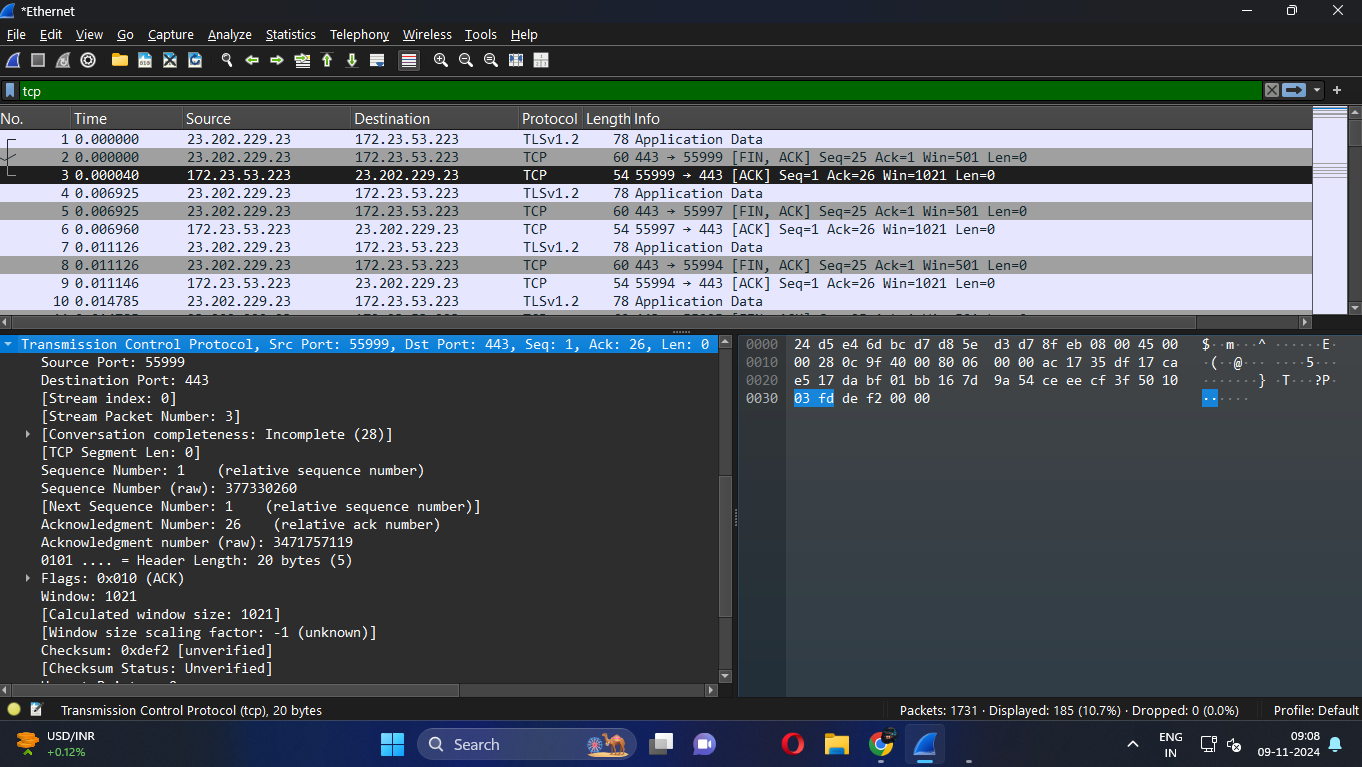 *Ethernet
File Edit View Go Capture Analyze Statistics Telephony Wireless Tools Help
tcp
No. Time Source Destination Protocol Length Info
1 0.000000 23.202.229.23 172.23.53.223 TLSv1.2 78 Application Data
2 0.000000 23.202.229.23 172.23.53.223 TCP 60 443 → 55999 [FIN, ACK] Seq=25 Ack=1 Win=501 Len=0
3 0.000040 172.23.53.223 23.202.229.23 TCP 54 55999 → 443 [ACK] Seq=1 Ack=26 Win=1021 Len=0
4 0.006925 23.202.229.23 172.23.53.223 TLSv1.2 78 Application Data
5 0.006925 23.202.229.23 172.23.53.223 TCP 60 443 → 55997 [FIN, ACK] Seq=25 Ack=1 Win=501 Len=0
6 0.006960 172.23.53.223 23.202.229.23 TCP 54 55997 → 443 [ACK] Seq=1 Ack=26 Win=1021 Len=0
7 0.011126 23.202.229.23 172.23.53.223 TLSv1.2 78 Application Data
8 0.011126 23.202.229.23 172.23.53.223 TCP 60 443 → 55994 [FIN, ACK] Seq=25 Ack=1 Win=501 Len=0
9 0.011146 172.23.53.223 23.202.229.23 TCP 54 55994 → 443 [ACK] Seq=1 Ack=26 Win=1021 Len=0
10 0.014785 23.202.229.23 172.23.53.223 TLSv1.2 78 Application Data
Transmission Control Protocol, Src Port: 55999, Dst Port: 443, Seq: 1, Ack: 26, Len: 0
Source Port: 55999
Destination Port: 443
[Stream index: 0]
[Stream Packet Number: 3]
[Conversation completeness: Incomplete (28)]
[TCP Segment Len: 0]
Sequence Number: 1 (relative sequence number)
Sequence Number (raw): 377330260
[Next Sequence Number: 1 (relative sequence number)]
Acknowledgment Number: 26 (relative ack number)
Acknowledgment number (raw): 3471757119
0101 .... = Header Length: 20 bytes (5)
Flags: 0x010 (ACK)
Window: 1021
[Calculated window size: 1021]
[Window size scaling factor: -1 (unknown)]
Checksum: 0xdef2 [unverified]
[Checksum Status: Unverified]
0000 24 d5 e4 6d bc d7 d8 5e d3 d7 8f eb 08 00 45 00 $··m···^ ······E·
0010 00 28 0c 9f 40 00 80 06 00 00 ac 17 35 df 17 ca ·(··@··· ····5···
0020 e5 17 da bf 01 bb 16 7d 9a 54 ce ee cf 3f 50 10 ·······} ·T···?P·
0030 03 fd de f2 00 00 ······
Transmission Control Protocol (tcp), 20 bytes
Packets: 1731 · Displayed: 185 (10.7%) · Dropped: 0 (0.0%)
Profile: Default
USD/INR
+0.12%
Search
ENG
IN
09:08
09-11-2024